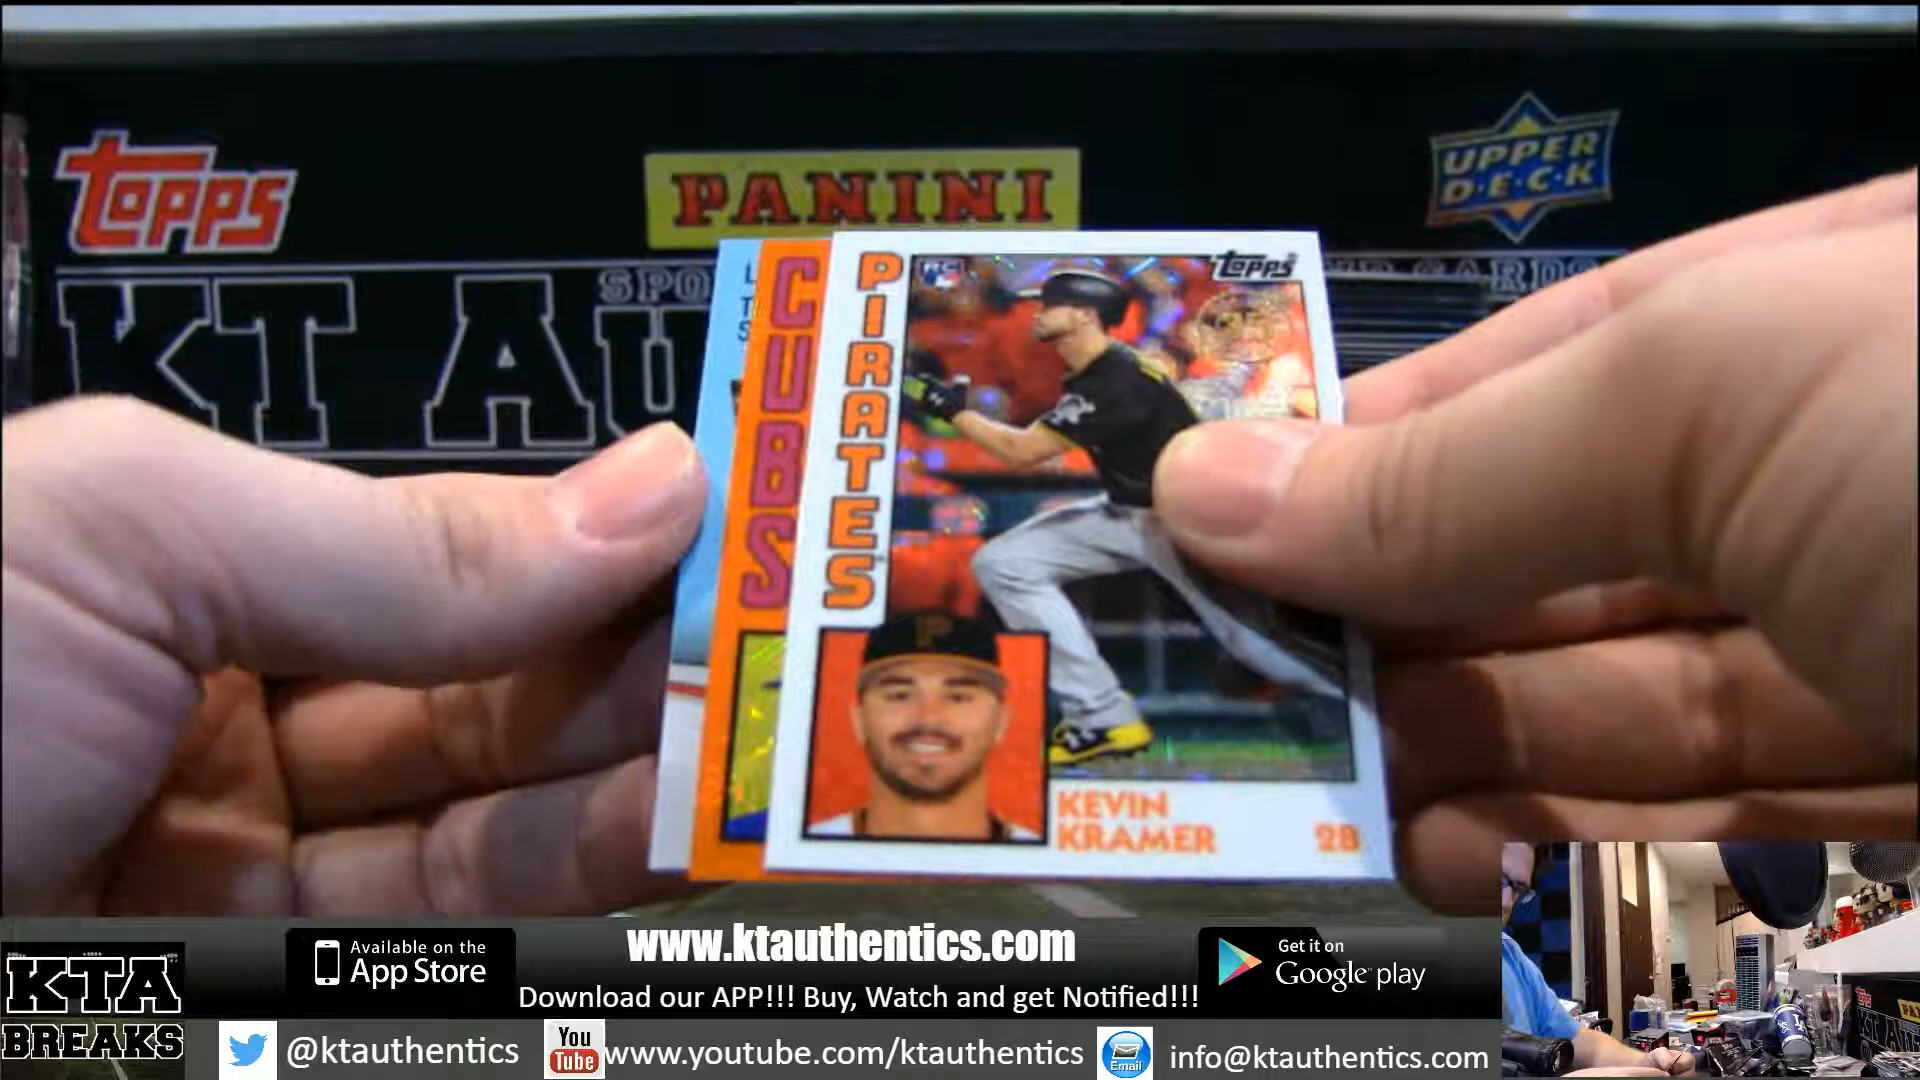 Topps
PANINI
UPPER
D·E·C·K
SPO
KT AU
CUBS
PIRATES
RC
Topps
P
KEVIN
KRAMER
28
KTA
BREAKS
Available on the
App Store
www.ktauthentics.com
Get it on
Google play
Download our APP!!! Buy, Watch and get Notified!!!
@ktauthentics
You
Tube
www.youtube.com/ktauthentics
Email
info@ktauthentics.com